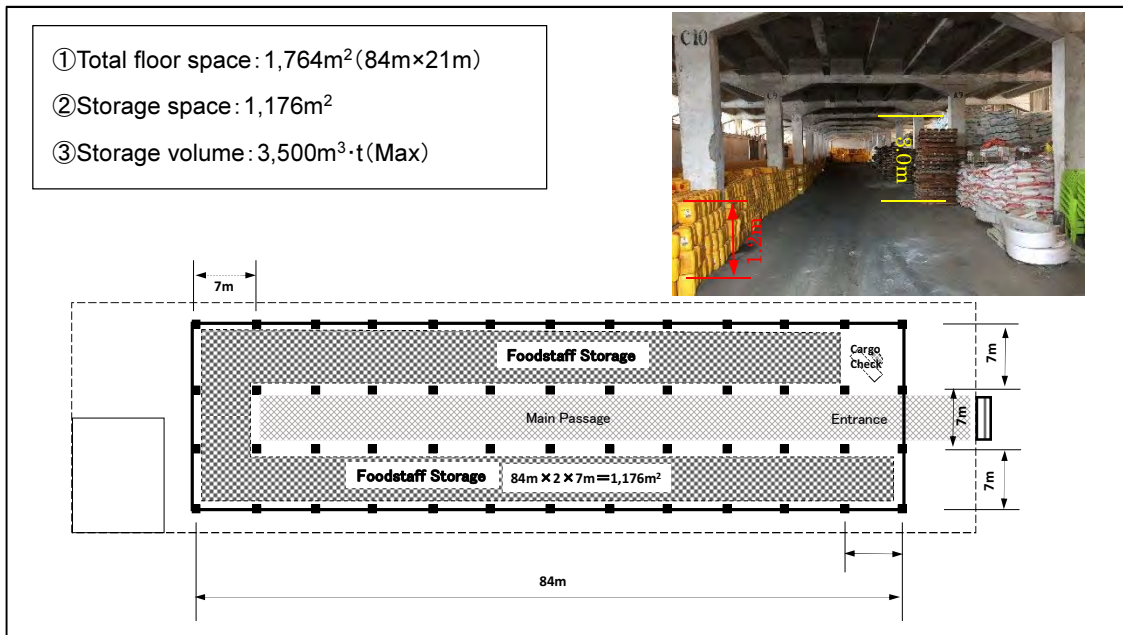 ①Total floor space:1,764m²(84m×21m)
②Storage space:1,176m²
③Storage volume:3,500m³·t(Max)
C10
3.0m
1.2m
7m
Foodstaff Storage
Cargo
Check
7m
Main Passage
Entrance
7m
Foodstaff Storage
84m×2×7m=1,176m²
7m
84m